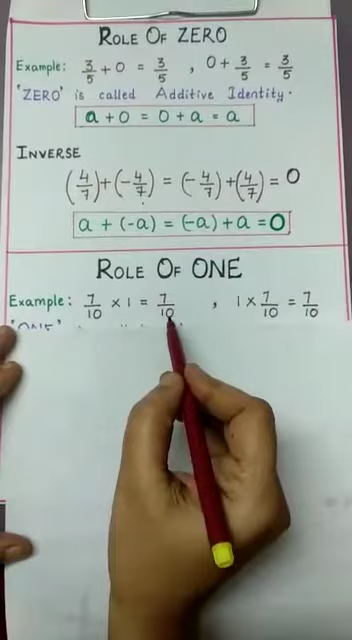 ROLE OF ZERO
Example: 3/5 + 0 = 3/5 , 0 + 3/5 = 3/5
'ZERO' is called Additive Identity.
a + 0 = 0 + a = a
INVERSE
(4/7) + (-4/7) = (-4/7) + (4/7) = 0
a + (-a) = (-a) + a = 0
ROLE OF ONE
Example: 7/10 × 1 = 7/10 , 1 × 7/10 = 7/10
'ONE'